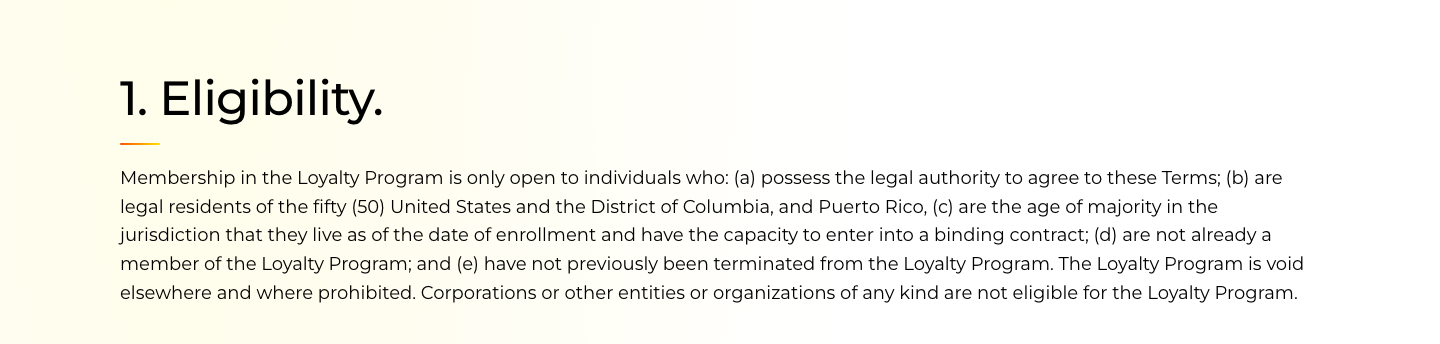 1. Eligibility.
Membership in the Loyalty Program is only open to individuals who: (a) possess the legal authority to agree to these Terms; (b) are
legal residents of the fifty (50) United States and the District of Columbia, and Puerto Rico, (c) are the age of majority in the
jurisdiction that they live as of the date of enrollment and have the capacity to enter into a binding contract; (d) are not already a
member of the Loyalty Program; and (e) have not previously been terminated from the Loyalty Program. The Loyalty Program is void
elsewhere and where prohibited. Corporations or other entities or organizations of any kind are not eligible for the Loyalty Program.